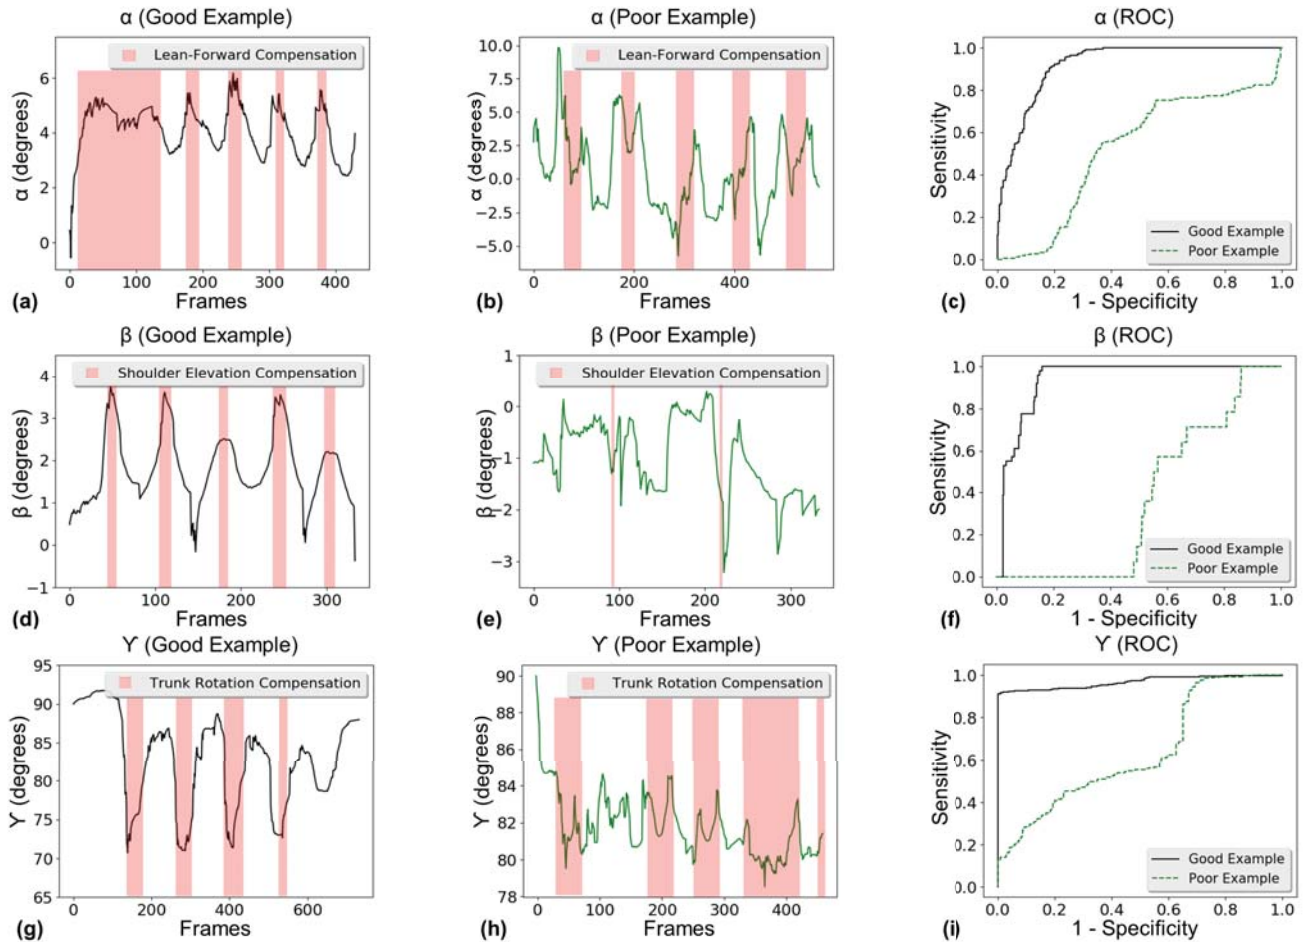 α (Good Example)
α (Poor Example)
α (ROC)
Lean-Forward Compensation
α (degrees)
6
4
2
0
0
100
200
300
400
Frames
(a)
Lean-Forward Compensation
α (degrees)
10.0
7.5
5.0
2.5
0.0
−2.5
−5.0
0
200
400
Frames
(b)
Sensitivity
1.0
0.8
0.6
0.4
0.2
0.0
Good Example
Poor Example
0.0
0.2
0.4
0.6
0.8
1.0
1 - Specificity
(c)
β (Good Example)
β (Poor Example)
β (ROC)
Shoulder Elevation Compensation
β (degrees)
4
3
2
1
0
−1
0
100
200
300
Frames
(d)
Shoulder Elevation Compensation
β (degrees)
1
0
−1
−2
−3
0
100
200
300
Frames
(e)
Sensitivity
1.0
0.8
0.6
0.4
0.2
0.0
Good Example
Poor Example
0.0
0.2
0.4
0.6
0.8
1.0
1 - Specificity
(f)
ϒ (Good Example)
ϒ (Poor Example)
ϒ (ROC)
Trunk Rotation Compensation
ϒ (degrees)
95
90
85
80
75
70
65
0
200
400
600
Frames
(g)
Trunk Rotation Compensation
ϒ (degrees)
90
88
86
84
82
80
78
0
100
200
300
400
Frames
(h)
Sensitivity
1.0
0.8
0.6
0.4
0.2
0.0
Good Example
Poor Example
0.0
0.2
0.4
0.6
0.8
1.0
1 - Specificity
(i)